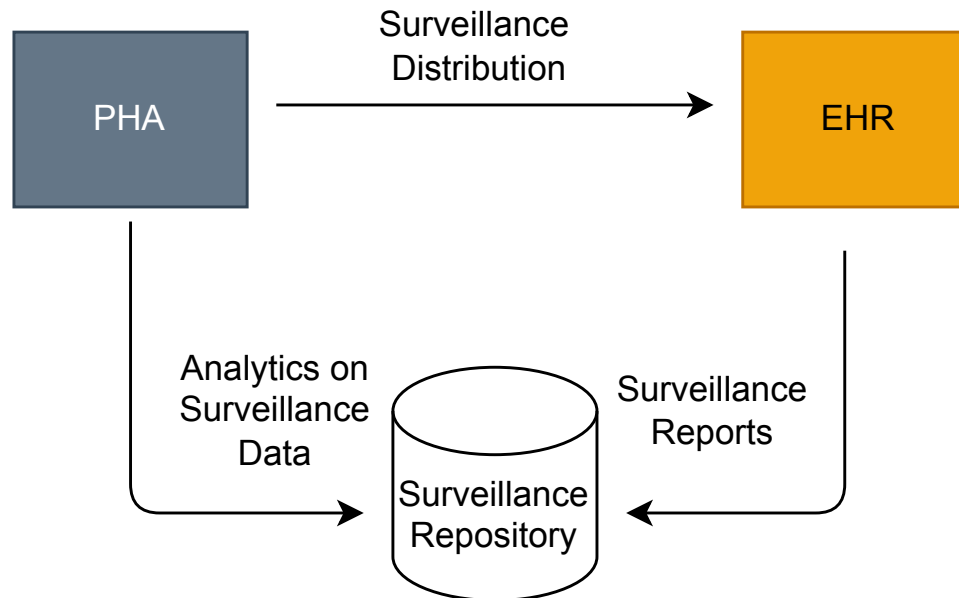 Surveillance
Distribution
PHA
EHR
Analytics on
Surveillance
Data
Surveillance
Reports
Surveillance
Repository